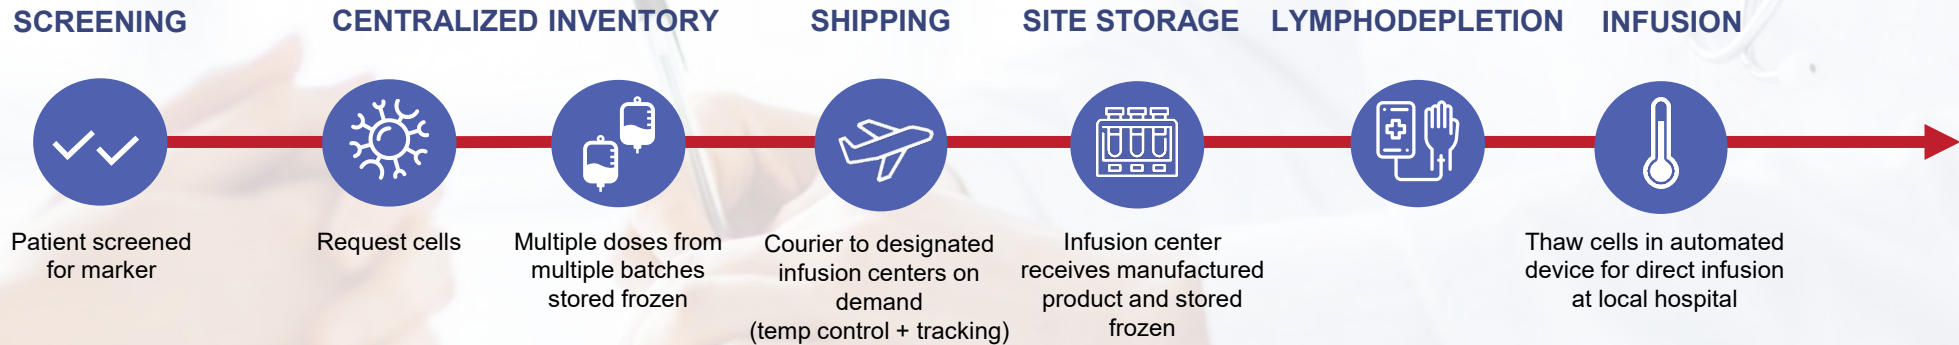 SCREENING
CENTRALIZED INVENTORY
SHIPPING
SITE STORAGE
LYMPHODEPLETION
INFUSION
Patient screened
for marker
Request cells
Multiple doses from
multiple batches
stored frozen
Courier to designated
infusion centers on
demand
(temp control + tracking)
Infusion center
receives manufactured
product and stored
frozen
Thaw cells in automated
device for direct infusion
at local hospital